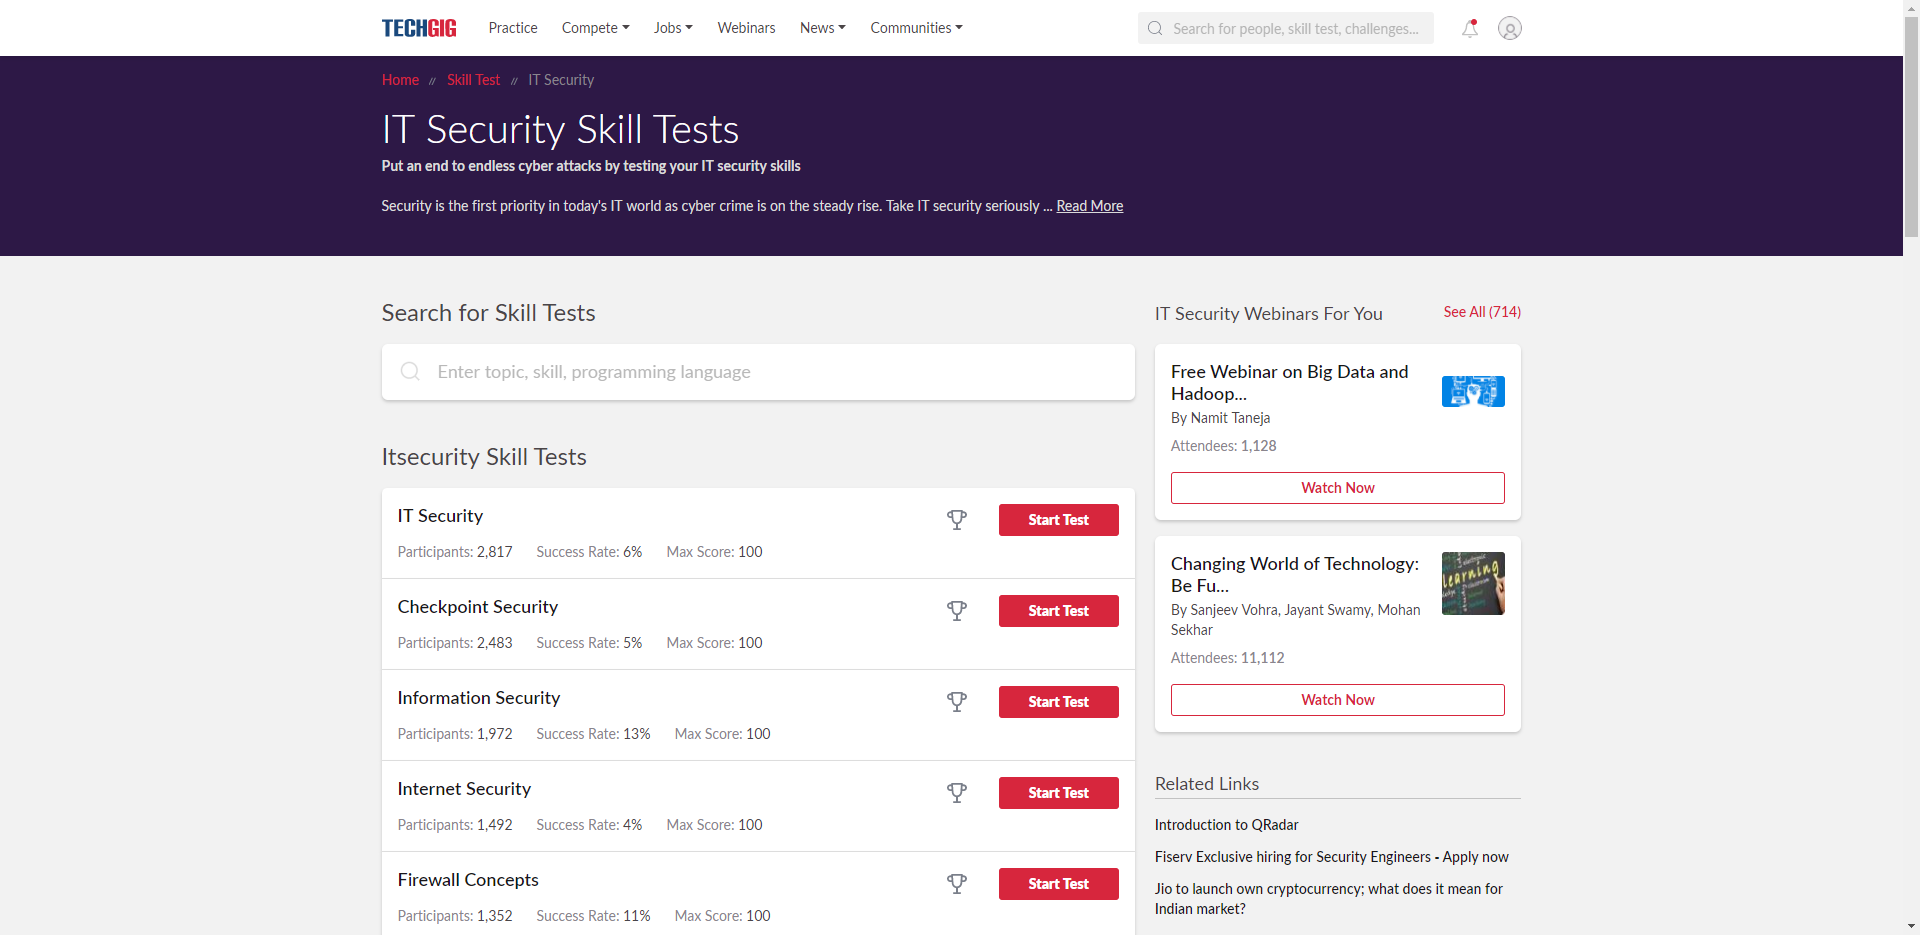 TECHGIG Practice Compete Jobs Webinars News Communities Search for people, skill test, challenges...
Home // Skill Test // IT Security
IT Security Skill Tests
Put an end to endless cyber attacks by testing your IT security skills
Security is the first priority in today's IT world as cyber crime is on the steady rise. Take IT security seriously ... Read More
Search for Skill Tests
Enter topic, skill, programming language
Itsecurity Skill Tests
IT Security
Start Test
Participants: 2,817 Success Rate: 6% Max Score: 100
Checkpoint Security
Start Test
Participants: 2,483 Success Rate: 5% Max Score: 100
Information Security
Start Test
Participants: 1,972 Success Rate: 13% Max Score: 100
Internet Security
Start Test
Participants: 1,492 Success Rate: 4% Max Score: 100
Firewall Concepts
Start Test
Participants: 1,352 Success Rate: 11% Max Score: 100
IT Security Webinars For You See All (714)
Free Webinar on Big Data and
Hadoop...
By Namit Taneja
Attendees: 1,128
Watch Now
Changing World of Technology:
Be Fu...
learning
By Sanjeev Vohra, Jayant Swamy, Mohan
Sekhar
Attendees: 11,112
Watch Now
Related Links
Introduction to QRadar
Fiserv Exclusive hiring for Security Engineers - Apply now
Jio to launch own cryptocurrency; what does it mean for
Indian market?